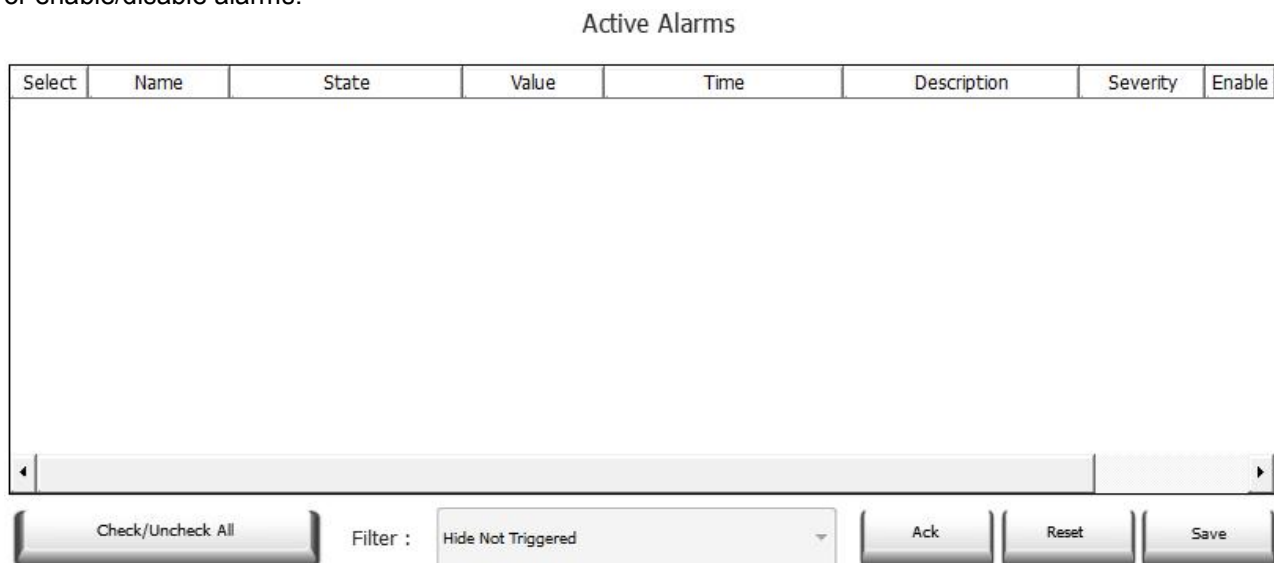 or enable/disable alarms.
Active Alarms
Select Name State Value Time Description Severity Enable
Check/Uncheck All Filter : Hide Not Triggered Ack Reset Save